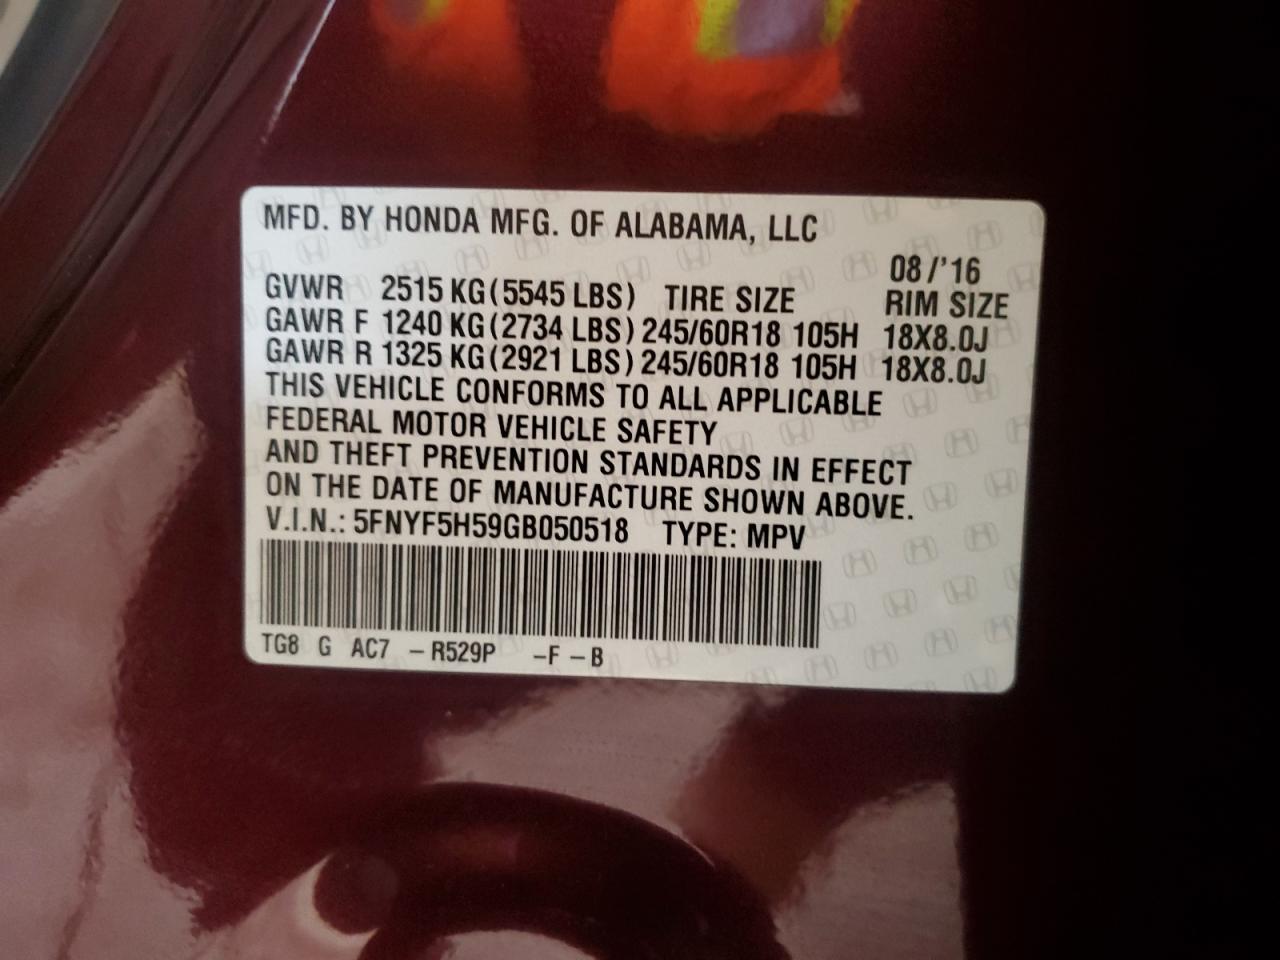 MFD. BY HONDA MFG. OF ALABAMA, LLC
08/'16
GVWR 2515 KG (5545 LBS) TIRE SIZE RIM SIZE
GAWR F 1240 KG (2734 LBS) 245/60R18 105H 18X8.0J
GAWR R 1325 KG (2921 LBS) 245/60R18 105H 18X8.0J
THIS VEHICLE CONFORMS TO ALL APPLICABLE
FEDERAL MOTOR VEHICLE SAFETY
AND THEFT PREVENTION STANDARDS IN EFFECT
ON THE DATE OF MANUFACTURE SHOWN ABOVE.
V.I.N.: 5FNYF5H59GB050518 TYPE: MPV
TG8 G AC7 -R529P -F -B